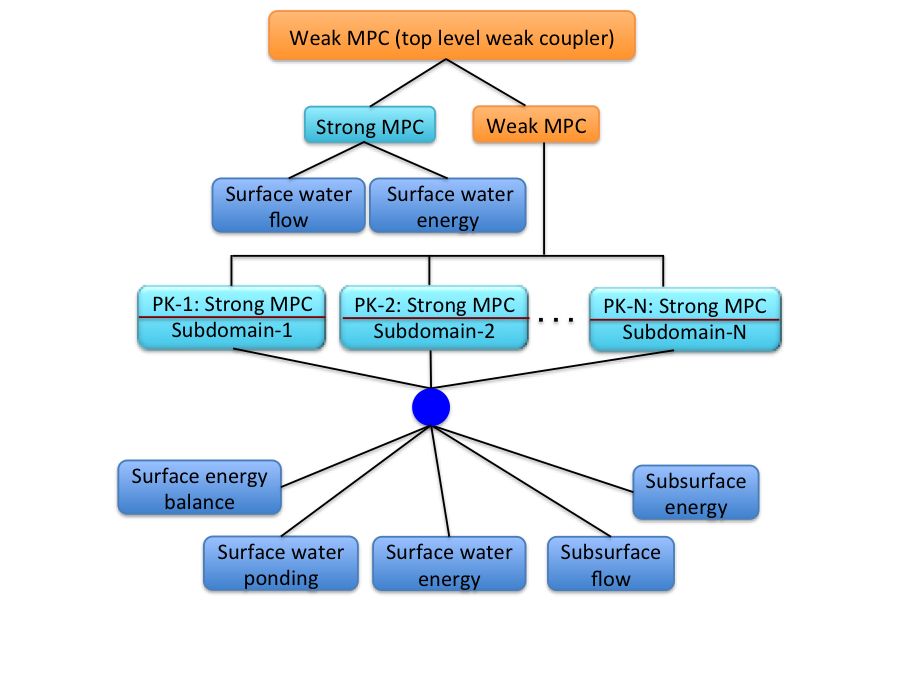 Weak MPC (top level weak coupler)
Strong MPC
Weak MPC
Surface water
flow
Surface water
energy
PK-1: Strong MPC
Subdomain-1
PK-2: Strong MPC
Subdomain-2
...
PK-N: Strong MPC
Subdomain-N
Surface energy
balance
Subsurface
energy
Surface water
ponding
Surface water
energy
Subsurface
flow